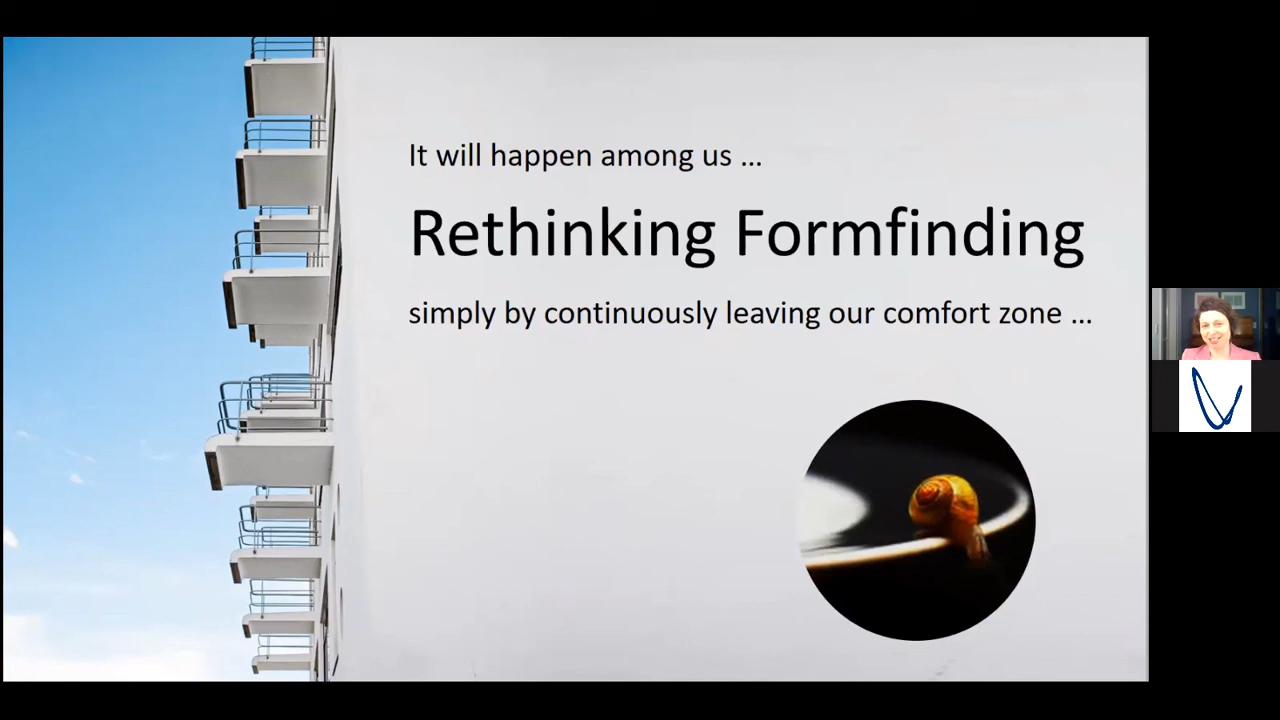 It will happen among us ...
Rethinking Formfinding
simply by continuously leaving our comfort zone ...